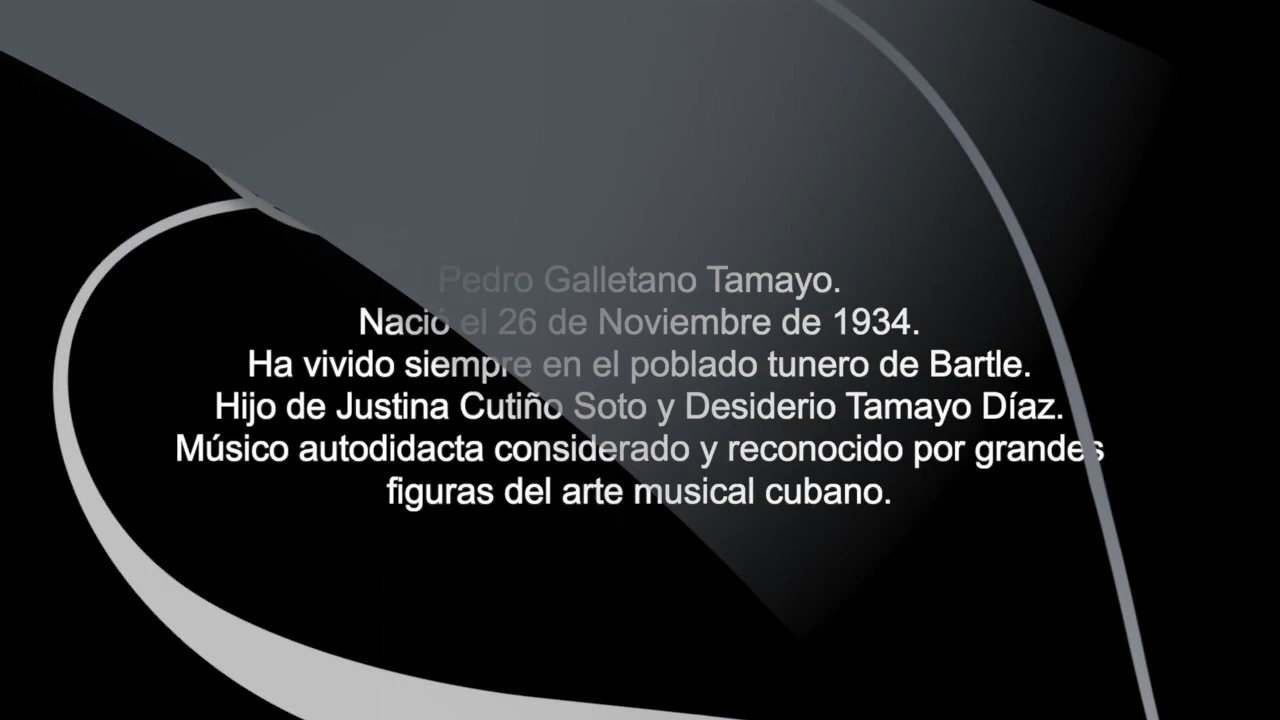 Pedro Galletano Tamayo.
Nació el 26 de Noviembre de 1934.
Ha vivido siempre en el poblado tunero de Bartle.
Hijo de Justina Cutiño Soto y Desiderio Tamayo Díaz.
Músico autodidacta considerado y reconocido por grandes
figuras del arte musical cubano.